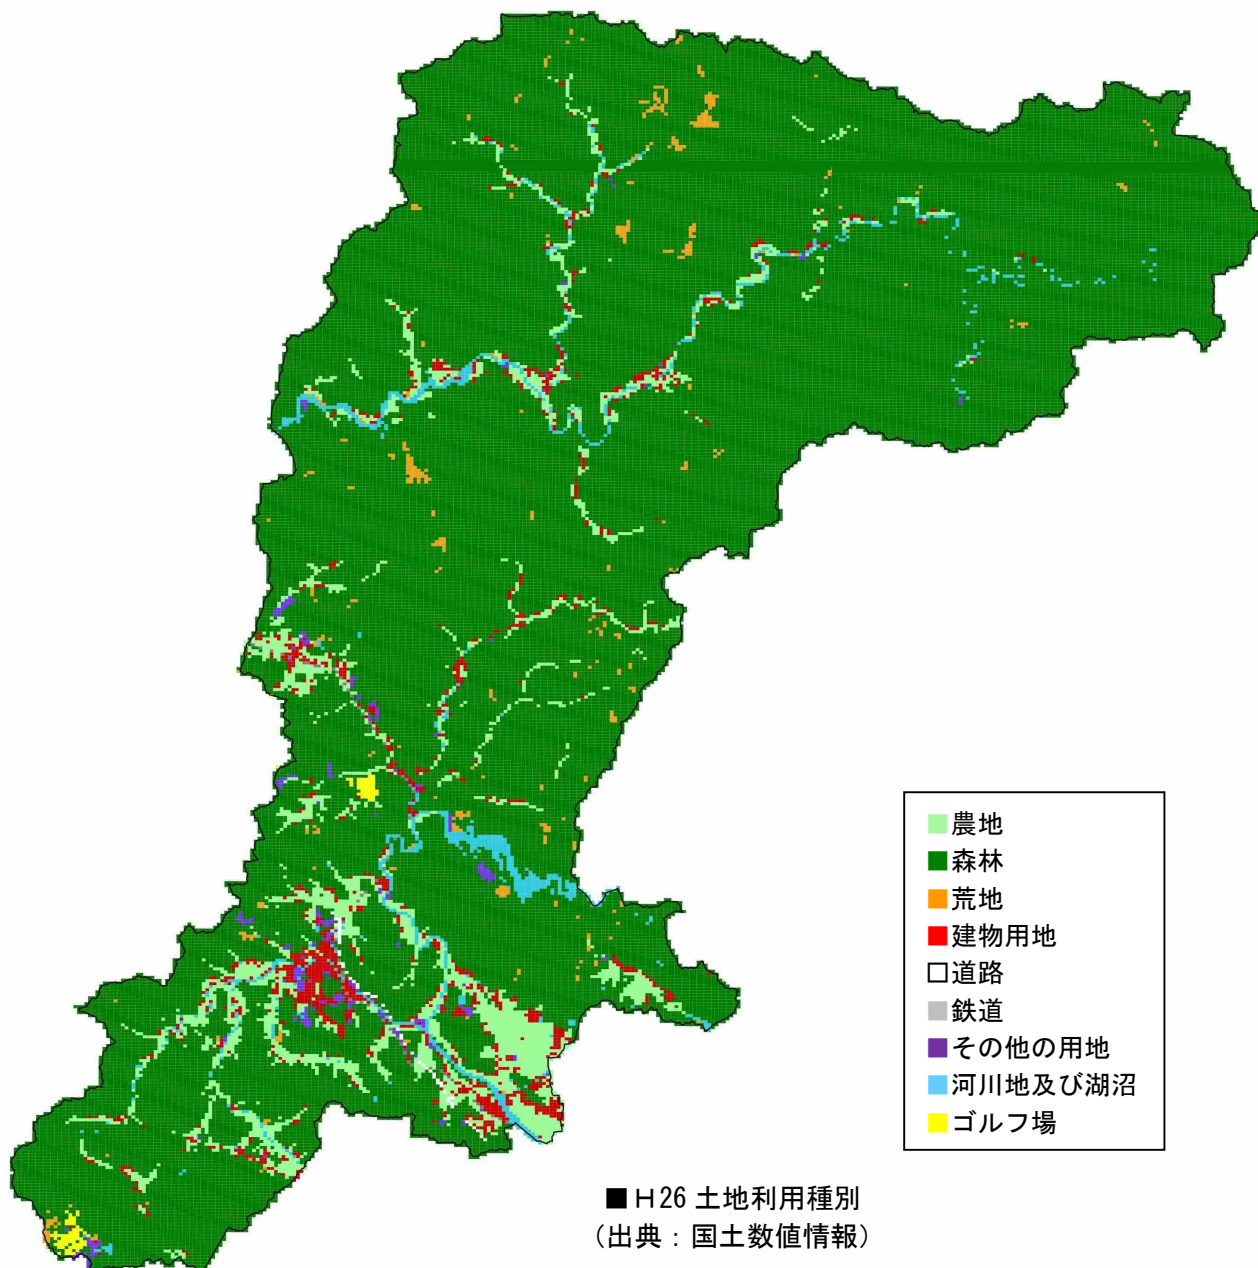 農地
森林
荒地
建物用地
道路
鉄道
その他の用地
河川地及び湖沼
ゴルフ場
■H26 土地利用種別
（出典：国土数値情報）